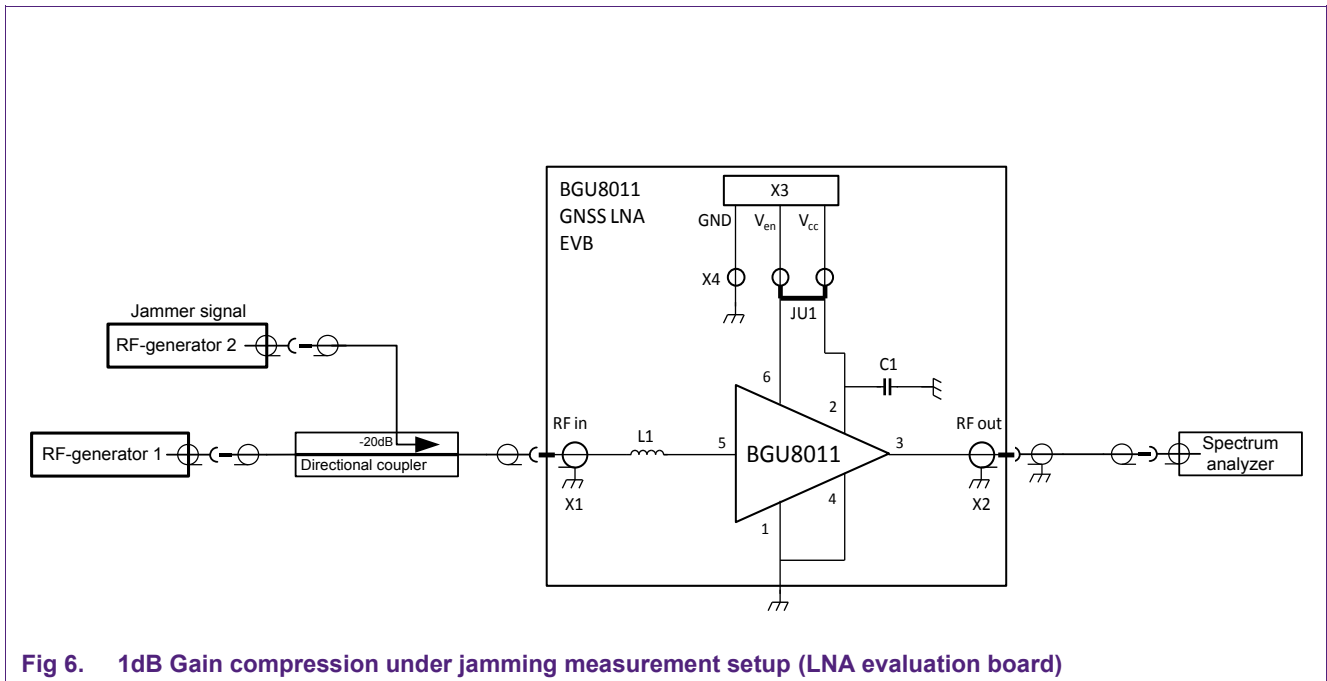 BGU8011
GNSS LNA
EVB
X3
GND
Ven
Vcc
X4
JU1
Jammer signal
RF-generator 2
C1
6
2
-20dB
RF in
L1
RF out
RF-generator 1
Directional coupler
5
BGU8011
3
Spectrum
analyzer
X1
4
X2
1
Fig 6. 1dB Gain compression under jamming measurement setup (LNA evaluation board)